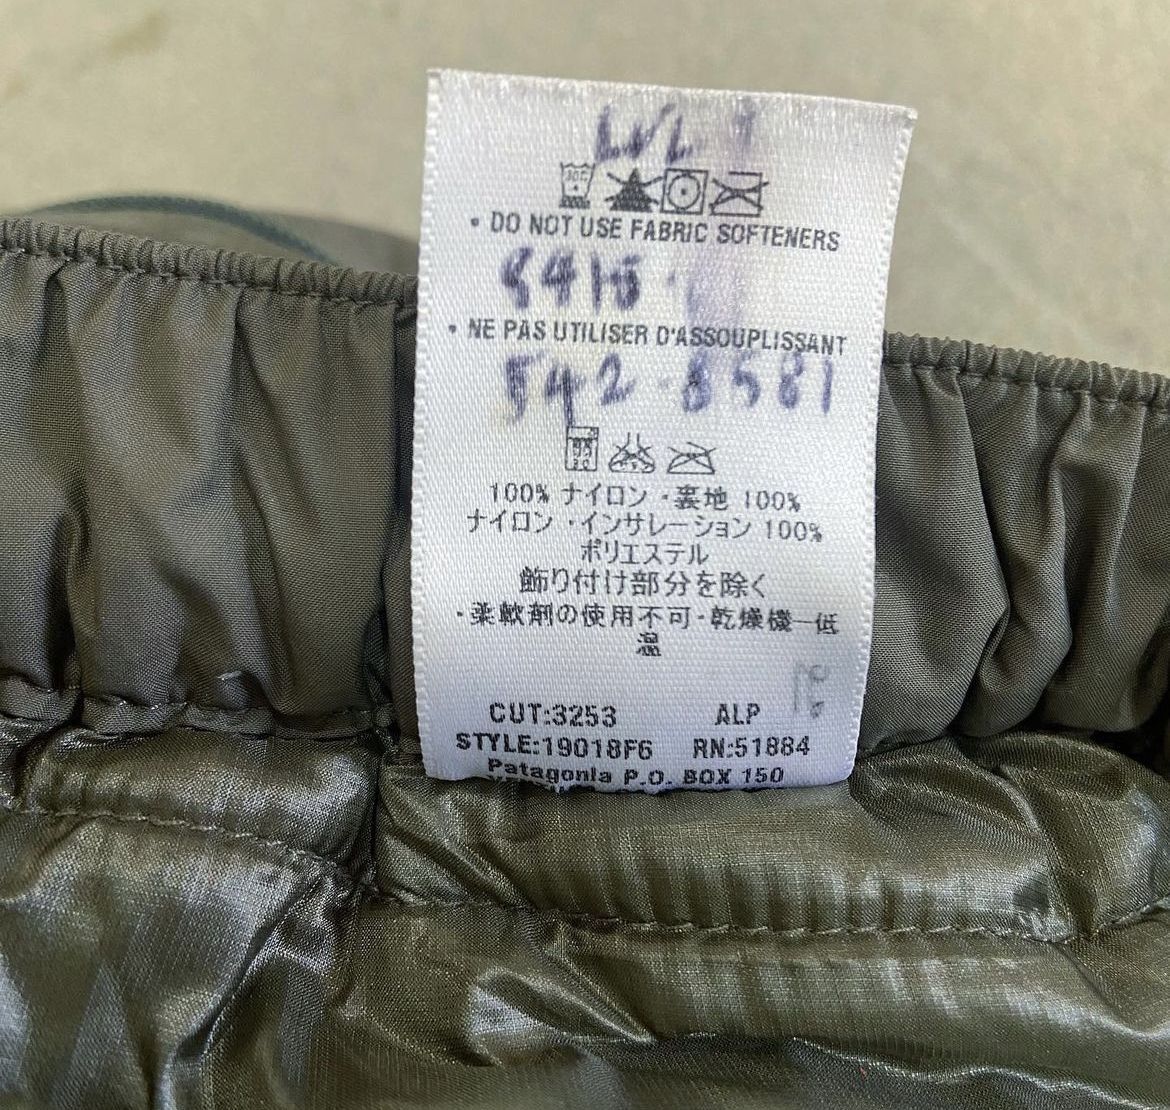 LVL 7
• DO NOT USE FABRIC SOFTENERS
8415
• NE PAS UTILISER D'ASSOUPLISSANT
542-8581
100% ナイロン・裏地 100%
ナイロン・インサレーション 100%
ポリエステル
飾り付け部分を除く
・柔軟剤の使用不可・乾燥機ー低
温
CUT:3253 ALP
STYLE:19018F6 RN:51884
Patagonia P.O. BOX 150